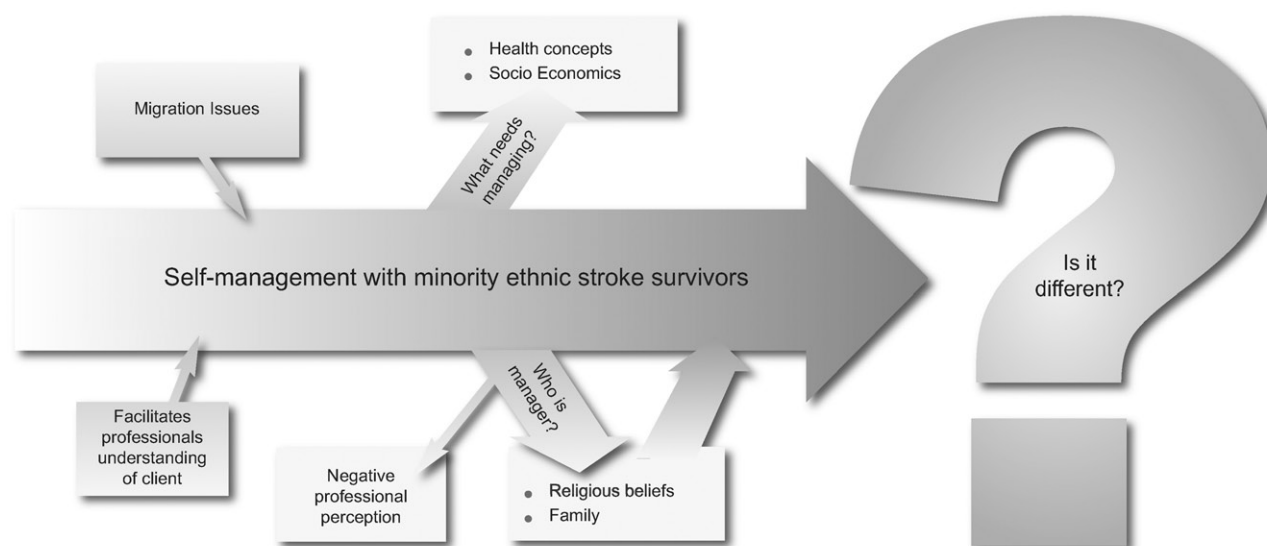 Health concepts
Socio Economics
Migration Issues
What needs
managing?
Self-management with minority ethnic stroke survivors
Is it
different?
Who is
manager?
Facilitates
professionals
understanding
of client
Negative
professional
perception
Religious beliefs
Family